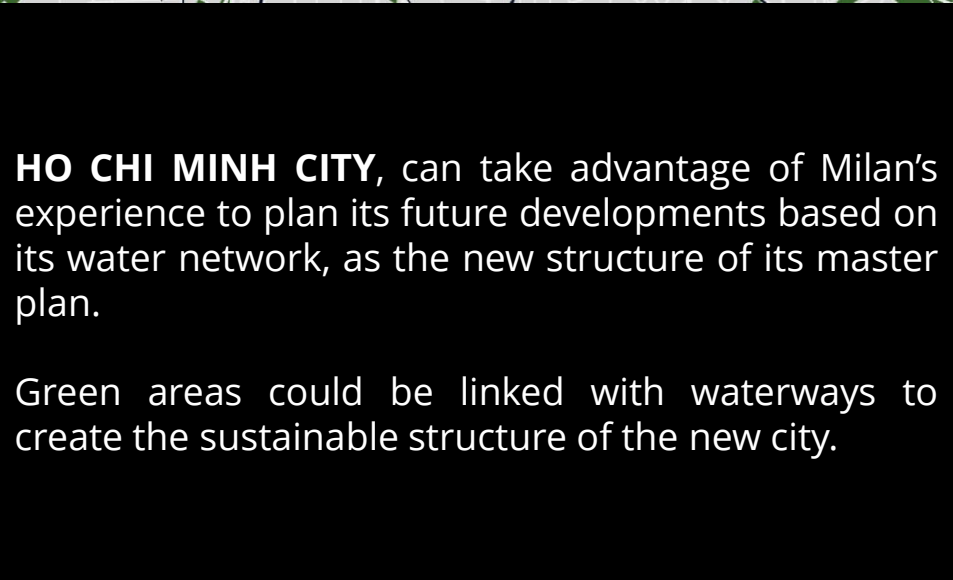 HO CHI MINH CITY, can take advantage of Milan’s
experience to plan its future developments based on
its water network, as the new structure of its master
plan.
Green areas could be linked with waterways to
create the sustainable structure of the new city.